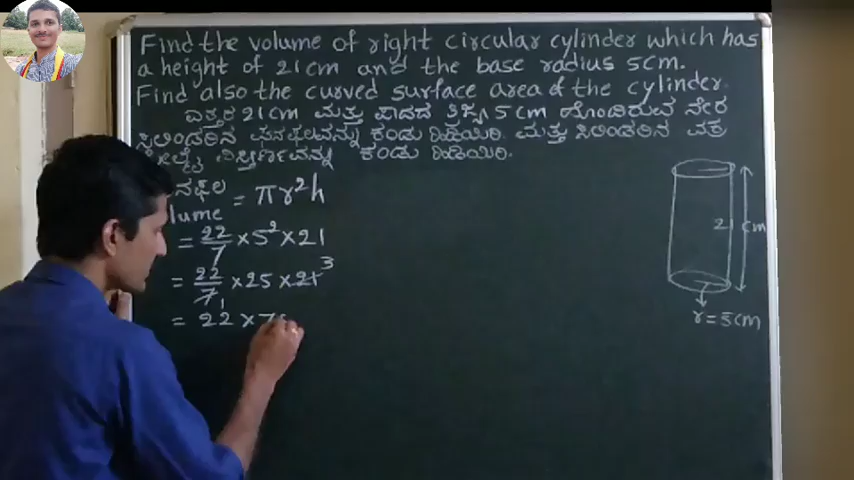 Find the volume of right circular cylinder which has
a height of 21cm and the base radius 5cm.
Find also the curved surface area of the cylinder.
ಎತ್ತರ 21cm ಮತ್ತು ಪಾದದ ತ್ರಿಜ್ಯ 5cm ಹೊಂದಿರುವ ನೇರ
ಸಿಲಿಂಡರಿನ ಘನಫಲವನ್ನು ಕಂಡು ಹಿಡಿಯಿರಿ. ಮತ್ತು ಸಿಲಿಂಡರಿನ ವಕ್ರ
ವಿಸ್ತೀರ್ಣವನ್ನು ಕಂಡು ಹಿಡಿಯಿರಿ.
= πr²h
= 22/7 ×5²×21
= 22/7 1 ×25×21 3
= 22×
21 cm
r=5cm